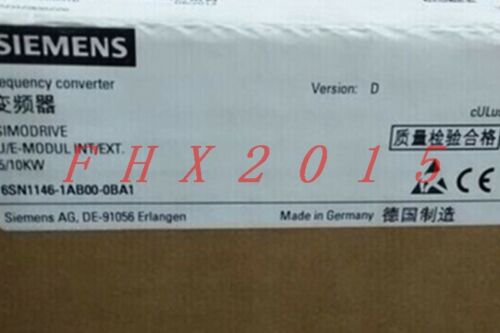 SIEMENS
equency converter
变频器
Version: D
cULus
SIMODRIVE
U/E-MODUL INT/EXT.
5/10KW
质量检验合格
FHX2015
6SN1146-1AB00-0BA1
CE
Siemens AG, DE-91056 Erlangen
Made in Germany 德国制造